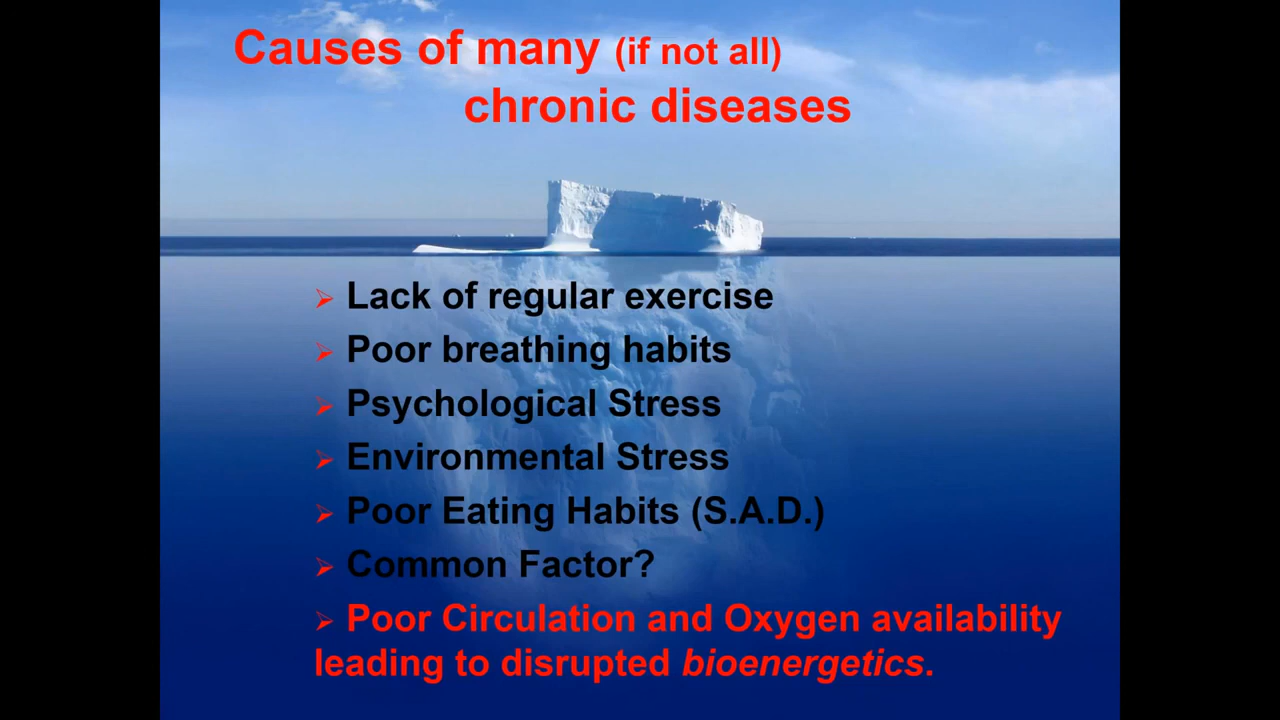 Causes of many (if not all)
chronic diseases
Lack of regular exercise
Poor breathing habits
Psychological Stress
Environmental Stress
Poor Eating Habits (S.A.D.)
Common Factor?
Poor Circulation and Oxygen availability
leading to disrupted bioenergetics.